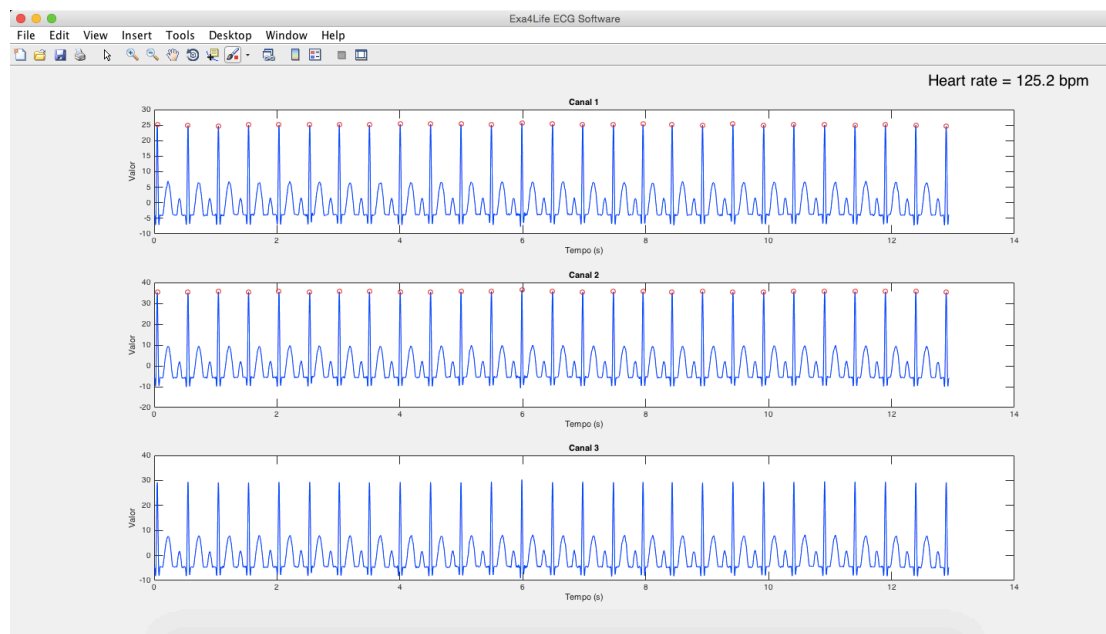 Exa4Life ECG Software
File Edit View Insert Tools Desktop Window Help
Heart rate = 125.2 bpm
Canal 1
30
25
20
15
10
5
0
-5
-10
Valor
0 2 4 6 8 10 12 14
Tempo (s)
Canal 2
40
30
20
10
0
-10
-20
Valor
0 2 4 6 8 10 12 14
Tempo (s)
Canal 3
40
30
20
10
0
-10
Valor
0 2 4 6 8 10 12 14
Tempo (s)